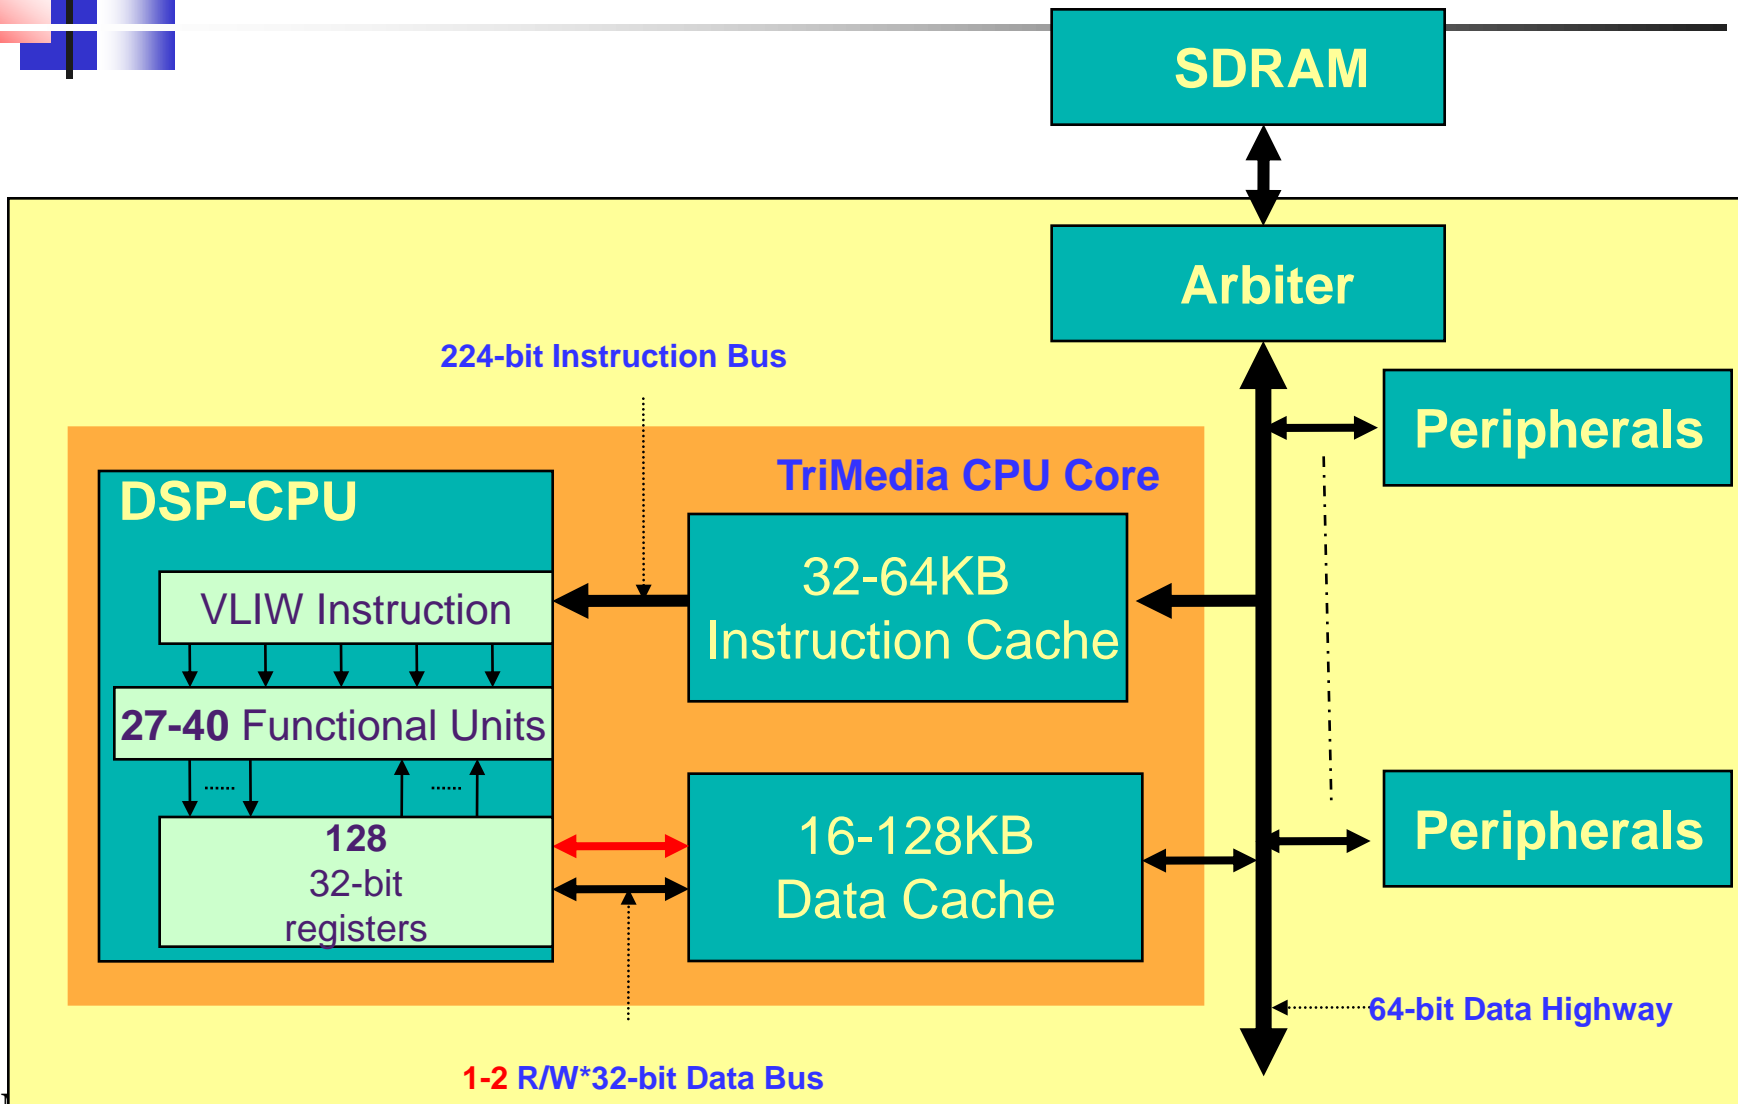 SDRAM
Arbiter
224-bit Instruction Bus
Peripherals
TriMedia CPU Core
DSP-CPU
32-64KB
Instruction Cache
VLIW Instruction
27-40 Functional Units
......
......
128
32-bit
registers
16-128KB
Data Cache
Peripherals
64-bit Data Highway
1-2 R/W*32-bit Data Bus